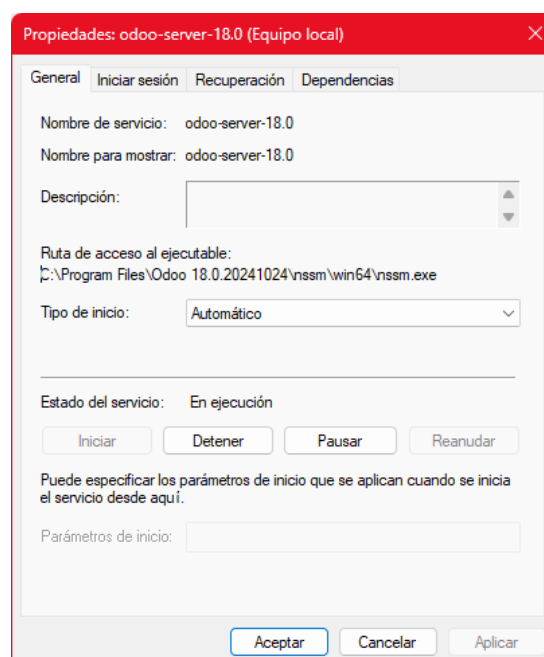 Propiedades: odoo-server-18.0 (Equipo local)
General Iniciar sesión Recuperación Dependencias
Nombre de servicio: odoo-server-18.0
Nombre para mostrar: odoo-server-18.0
Descripción:
Ruta de acceso al ejecutable:
C:\Program Files\Odoo 18.0.20241024\nssm\win64\nssm.exe
Tipo de inicio: Automático
Estado del servicio: En ejecución
Iniciar Detener Pausar Reanudar
Puede especificar los parámetros de inicio que se aplican cuando se inicia
el servicio desde aquí.
Parámetros de inicio:
Aceptar Cancelar Aplicar